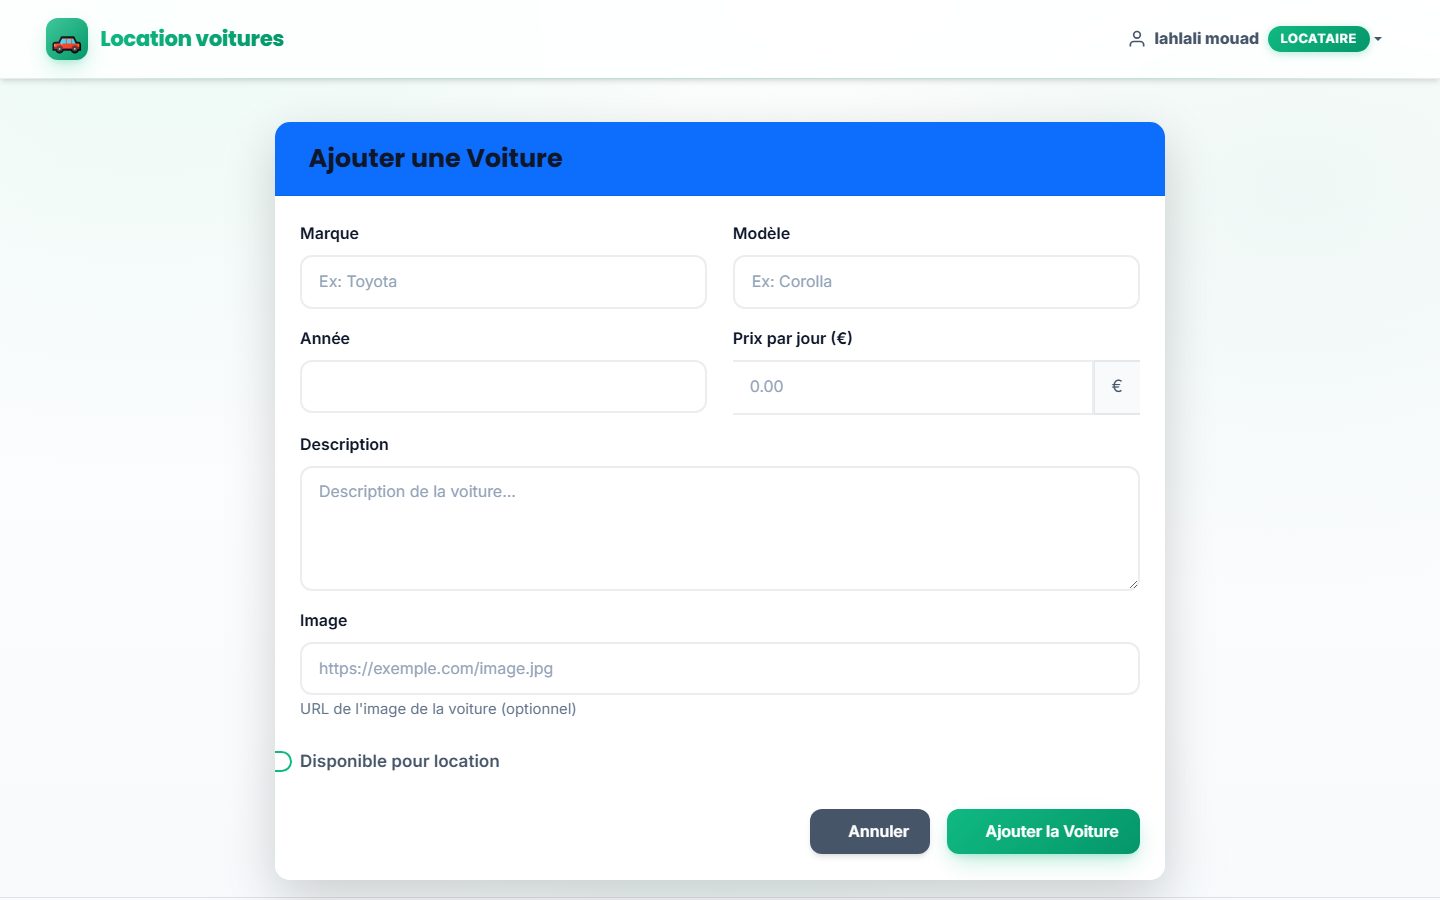 Location voitures
lahlali mouad LOCATAIRE
Ajouter une Voiture
Marque
Modèle
Ex: Toyota
Ex: Corolla
Année
Prix par jour (€)
0.00
€
Description
Description de la voiture...
Image
https://exemple.com/image.jpg
URL de l'image de la voiture (optionnel)
Disponible pour location
Annuler
Ajouter la Voiture